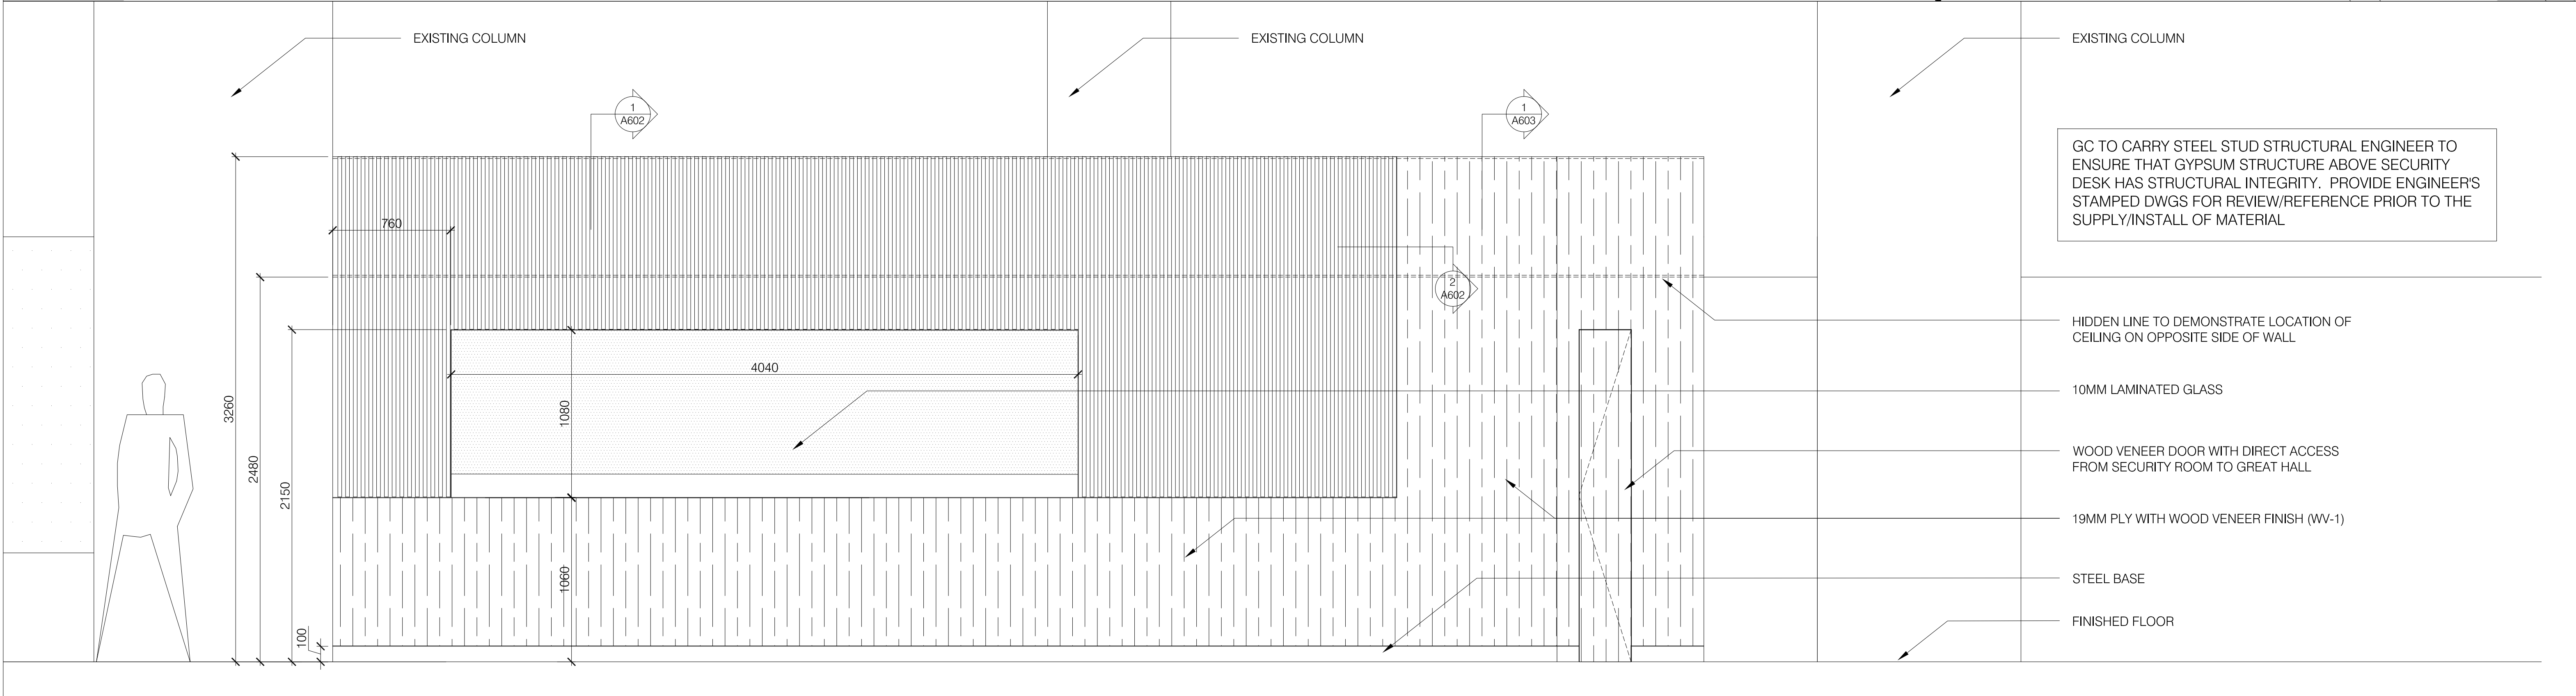 EXISTING COLUMN
EXISTING COLUMN
EXISTING COLUMN
1
A602
1
A603
GC TO CARRY STEEL STUD STRUCTURAL ENGINEER TO
ENSURE THAT GYPSUM STRUCTURE ABOVE SECURITY
DESK HAS STRUCTURAL INTEGRITY. PROVIDE ENGINEER'S
STAMPED DWGS FOR REVIEW/REFERENCE PRIOR TO THE
SUPPLY/INSTALL OF MATERIAL
760
2
A602
HIDDEN LINE TO DEMONSTRATE LOCATION OF
CEILING ON OPPOSITE SIDE OF WALL
4040
10MM LAMINATED GLASS
3260
1080
2480
WOOD VENEER DOOR WITH DIRECT ACCESS
FROM SECURITY ROOM TO GREAT HALL
2150
19MM PLY WITH WOOD VENEER FINISH (WV-1)
1060
STEEL BASE
100
FINISHED FLOOR